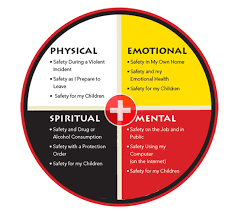 PHYSICAL
• Safety During a Violent
Incident
• Safety as I Prepare to
Leave
• Safety for my Children
EMOTIONAL
• Safety in My Own Home
• Safety and my
Emotional Health
• Safety for my Children
SPIRITUAL
• Safety and Drug or
Alcohol Consumption
• Safety with a Protection
Order
• Safety for my Children
MENTAL
• Safety on the Job and in
Public
• Safety Using my
Computer
(on the Internet)
• Safety for my Children